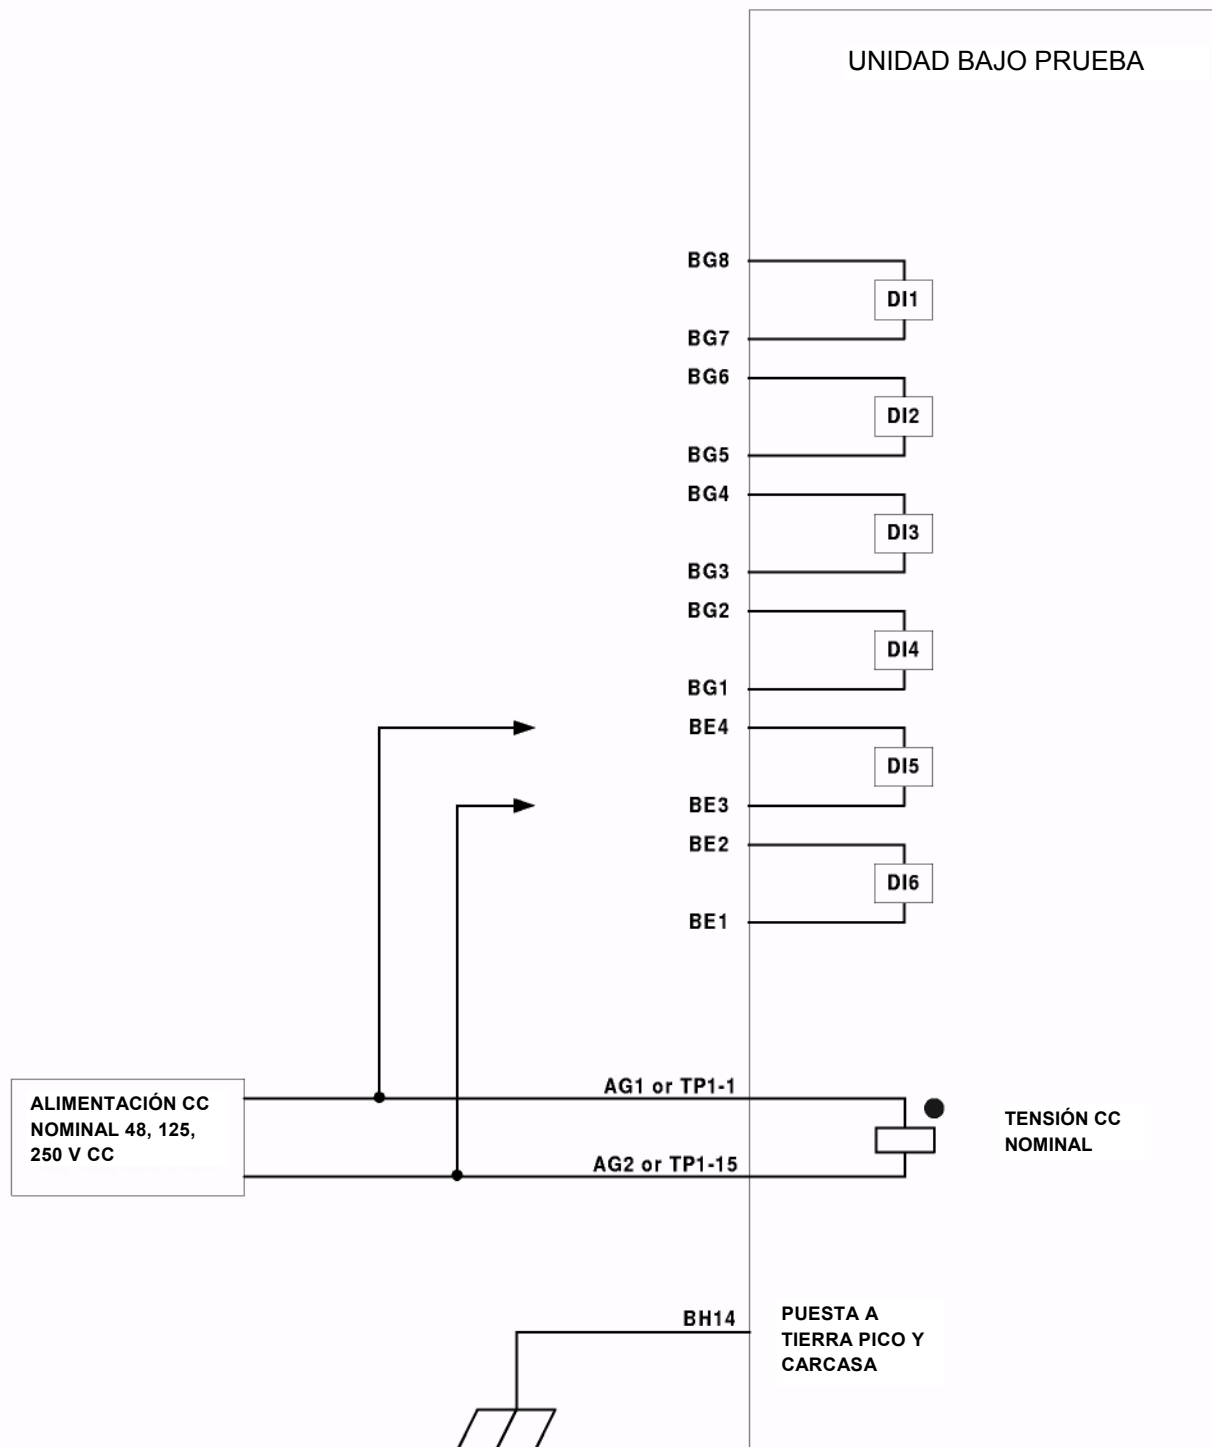 UNIDAD BAJO PRUEBA
BG8
DI1
BG7
BG6
DI2
BG5
BG4
DI3
BG3
BG2
DI4
BG1
BE4
DI5
BE3
BE2
DI6
BE1
AG1 or TP1-1
ALIMENTACIÓN CC
NOMINAL 48, 125,
250 V CC
TENSIÓN CC
NOMINAL
AG2 or TP1-15
BH14
PUESTA A
TIERRA PICO Y
CARCASA